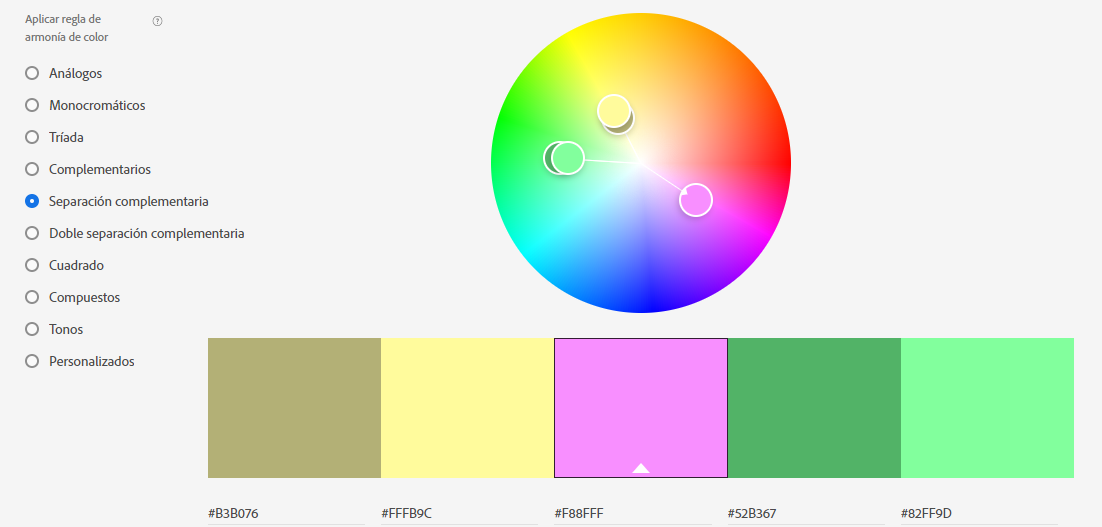 Aplicar regla de
armonía de color
?
Análogos
Monocromáticos
Tríada
Complementarios
Separación complementaria
Doble separación complementaria
Cuadrado
Compuestos
Tonos
Personalizados
#B3B076 #FFFB9C #F88FFF #52B367 #82FF9D